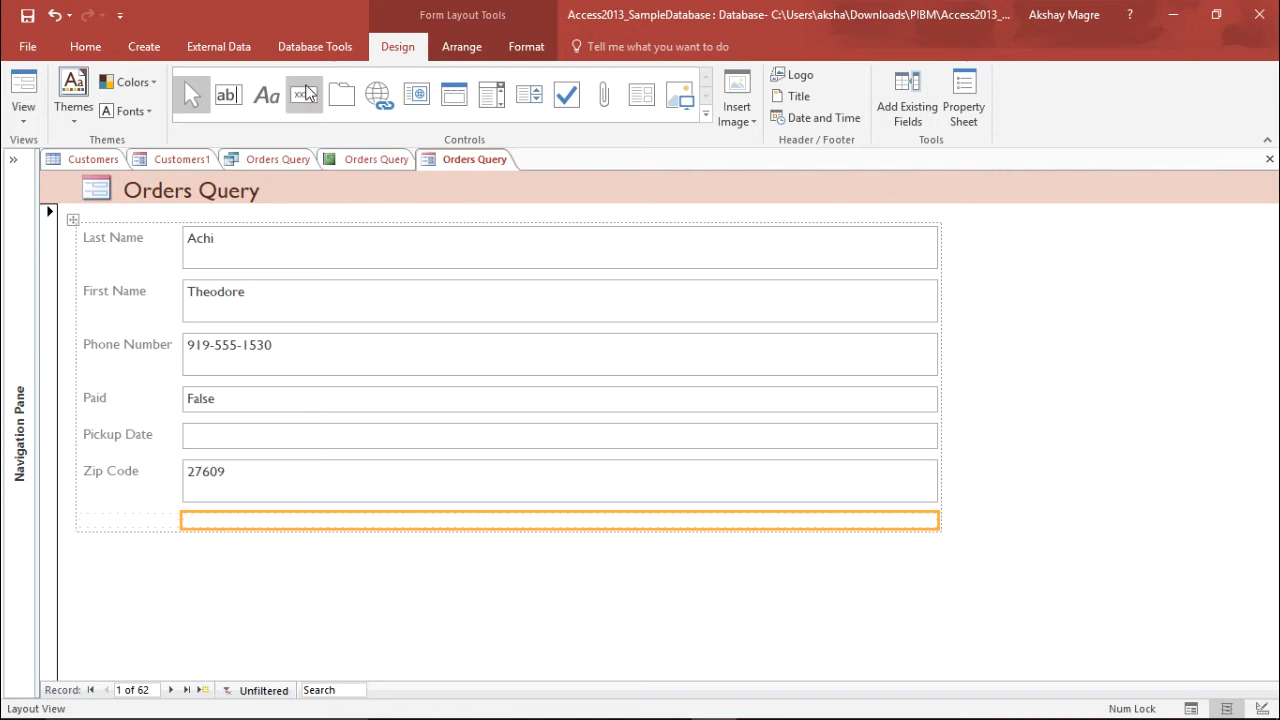 Form Layout Tools
Access2013_SampleDatabase : Database- C:\Users\aksha\Downloads\PIBM\Access2013_...
Akshay Magre
?
File
Home
Create
External Data
Database Tools
Design
Arrange
Format
Tell me what you want to do
View
Themes
Colors
Fonts
ab
Aa
xxx
Insert
Image
Logo
Title
Date and Time
Add Existing
Fields
Property
Sheet
Views
Themes
Controls
Header / Footer
Tools
Customers
Customers1
Orders Query
Orders Query
Orders Query
Orders Query
Navigation Pane
Last Name Achi
First Name Theodore
Phone Number 919-555-1530
Paid False
Pickup Date
Zip Code 27609
Record: 1 of 62 Unfiltered Search
Layout View
Num Lock